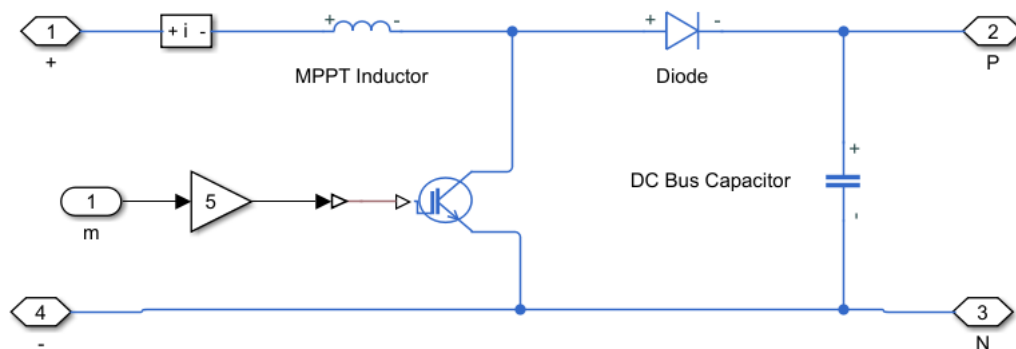 1
+
+ i -
+
-
MPPT Inductor
+
-
Diode
2
P
1
m
5
DC Bus Capacitor
+
-
4
-
3
N